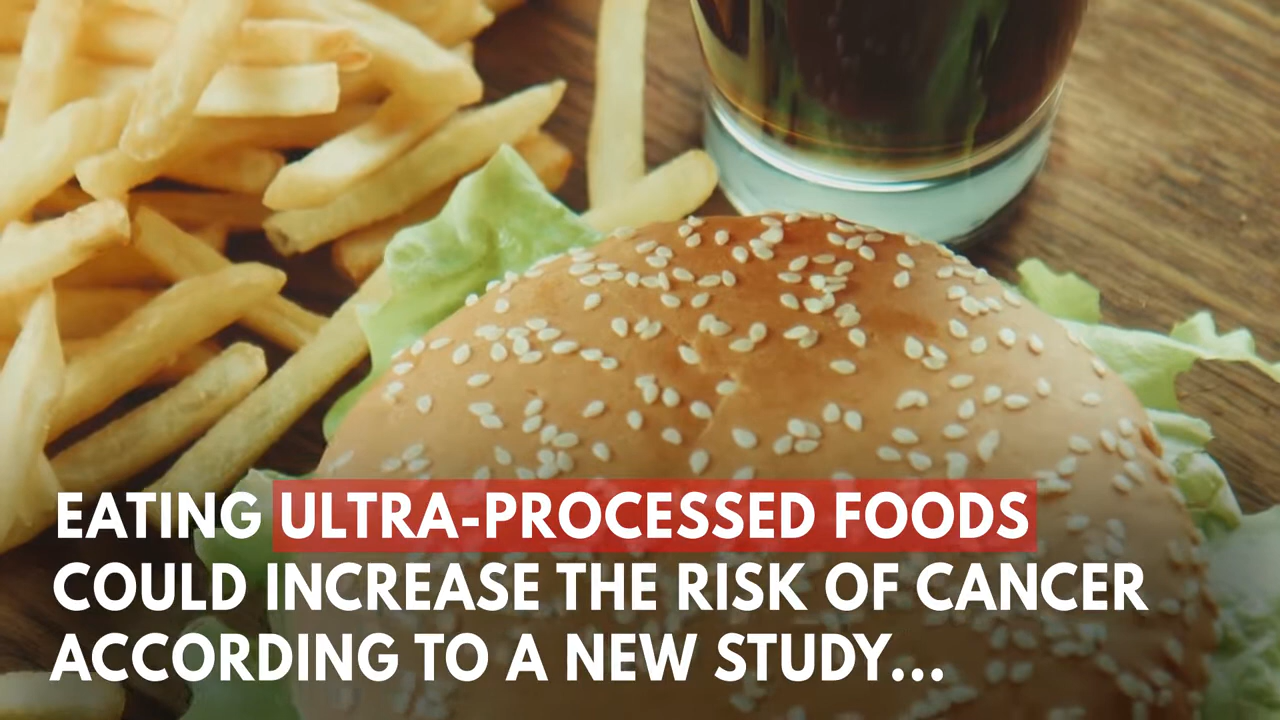 EATING ULTRA-PROCESSED FOODS
COULD INCREASE THE RISK OF CANCER
ACCORDING TO A NEW STUDY...